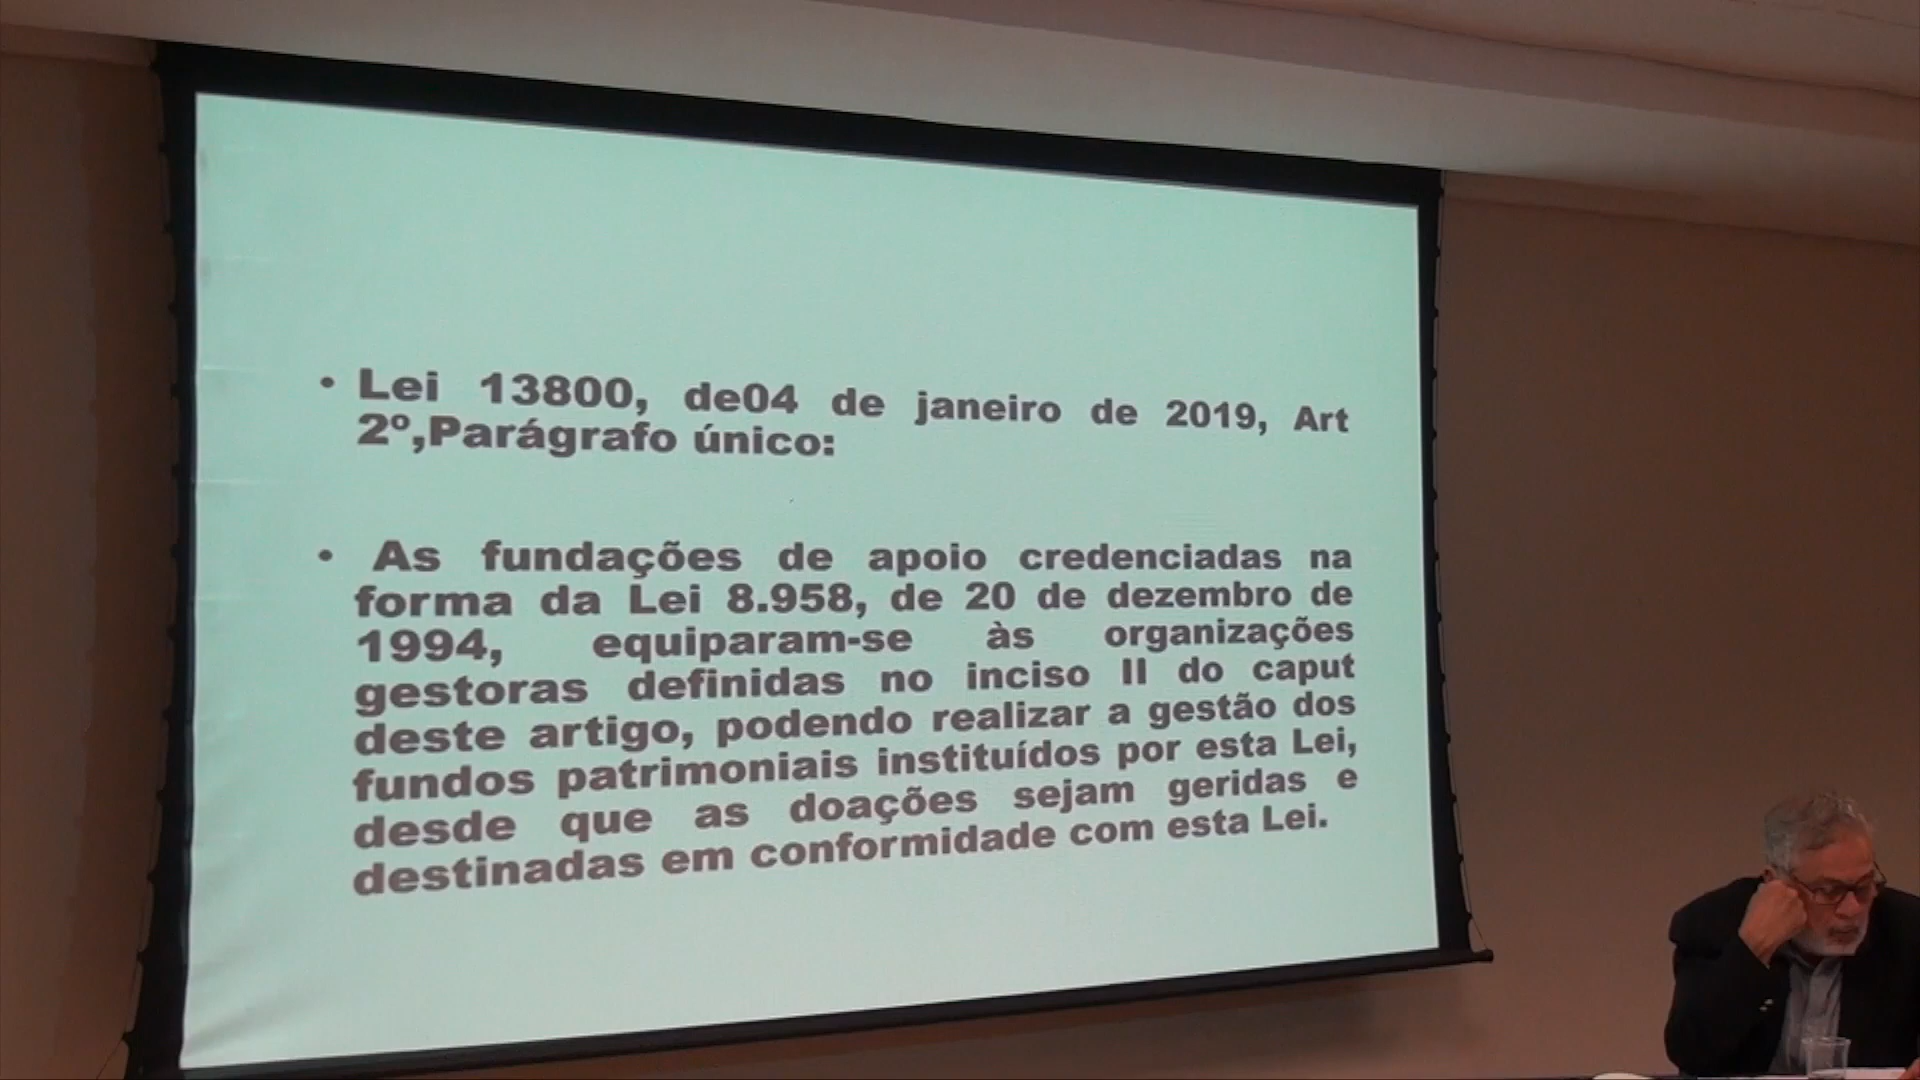 • Lei 13800, de04 de janeiro de 2019, Art
2º,Parágrafo único:
• As fundações de apoio credenciadas na
forma da Lei 8.958, de 20 de dezembro de
1994, equiparam-se às organizações
gestoras definidas no inciso II do caput
deste artigo, podendo realizar a gestão dos
fundos patrimoniais instituídos por esta Lei,
desde que as doações sejam geridas e
destinadas em conformidade com esta Lei.